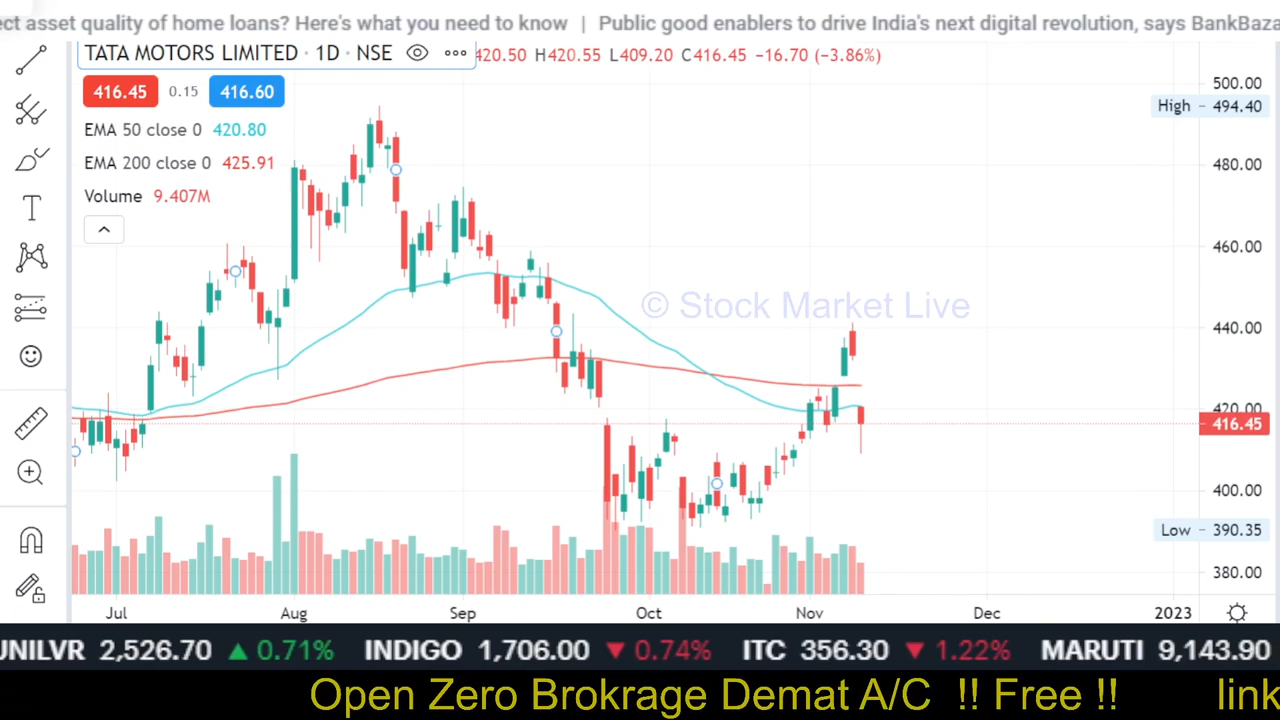 ect asset quality of home loans? Here's what you need to know | Public good enablers to drive India's next digital revolution, says BankBaza
TATA MOTORS LIMITED · 1D · NSE 420.50 H420.55 L409.20 C416.45 −16.70 (−3.86%)
416.45 0.15 416.60
EMA 50 close 0 420.80
EMA 200 close 0 425.91
Volume 9.407M
© Stock Market Live
500.00
High - 494.40
480.00
460.00
440.00
420.00
416.45
400.00
Low - 390.35
380.00
Jul Aug Sep Oct Nov Dec 2023
UNILVR 2,526.70 ▲ 0.71% INDIGO 1,706.00 ▼ 0.74% ITC 356.30 ▼ 1.22% MARUTI 9,143.90
Open Zero Brokrage Demat A/C !! Free !! link